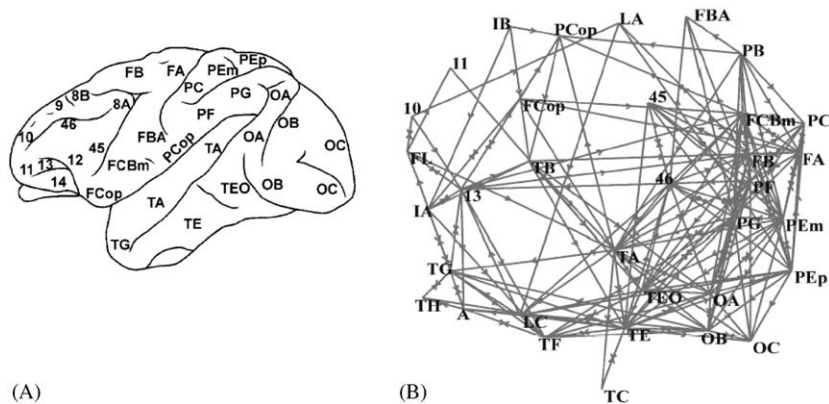 FB FA PEm PEp
8B PC PG OA
9 8A PF OB
46 FBA OA OC
10 45 PCop TA
11 13 12 FCBm OB OC
14 FCop TA TEO
TG TE
(A)
IB PCop LA FBA
11 PB
10 FCop 45 FCBm PC
FL TB FB FA
13 46 PF
IA PG PEm
TG TA PEp
TH A LC TEO OA
TF TE OB OC
TC
(B)